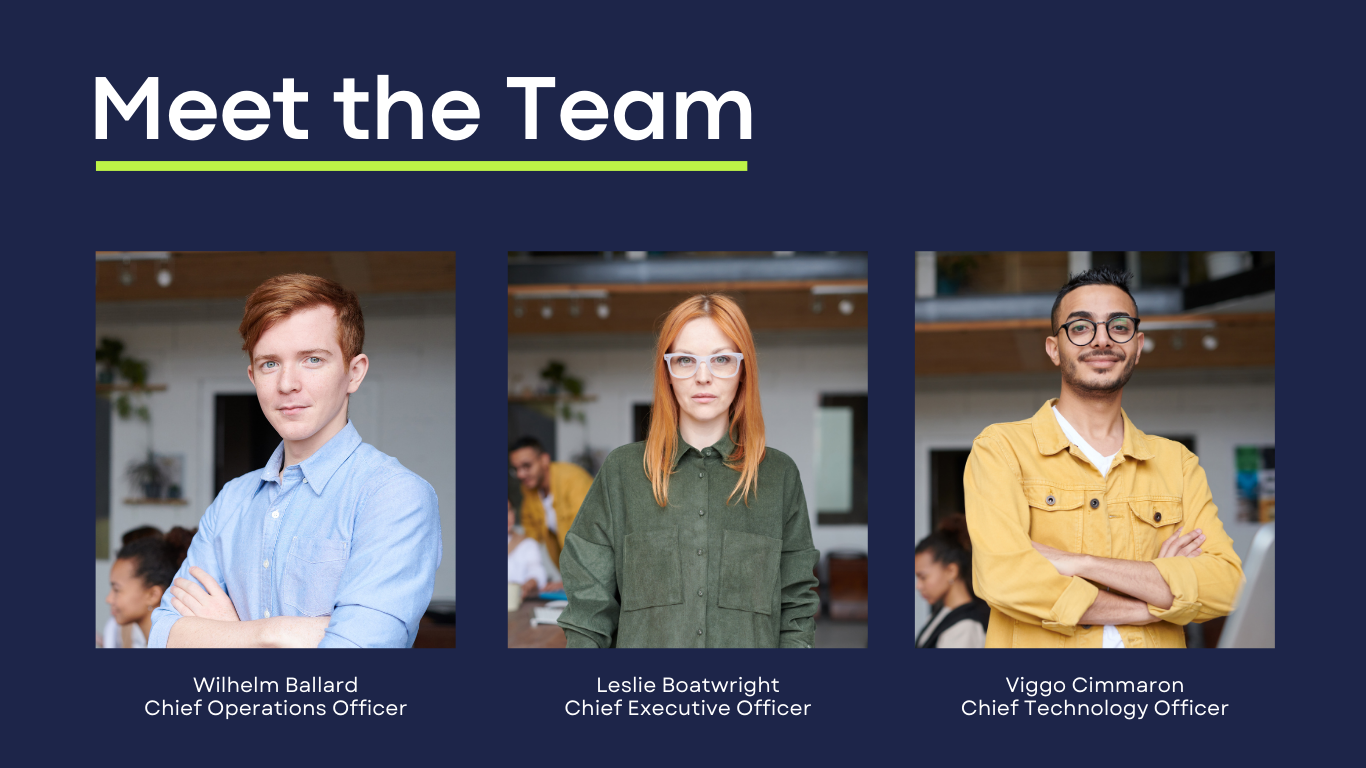 Meet the Team
Wilhelm Ballard
Chief Operations Officer
Leslie Boatwright
Chief Executive Officer
Viggo Cimmaron
Chief Technology Officer